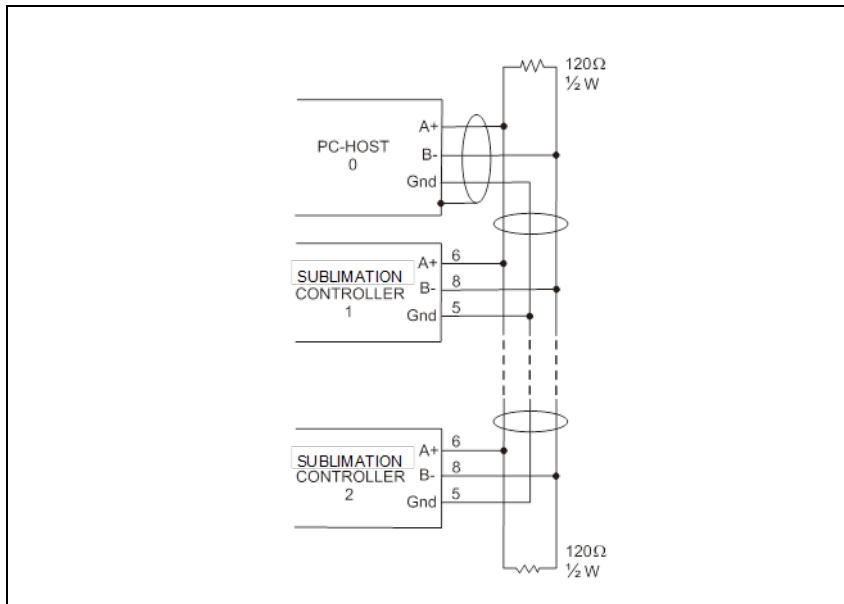 120Ω
½ W
PC-HOST
0
A+
B-
Gnd
SUBLIMATION
CONTROLLER
1
A+ 6
B- 8
Gnd 5
SUBLIMATION
CONTROLLER
2
A+ 6
B- 8
Gnd 5
120Ω
½ W